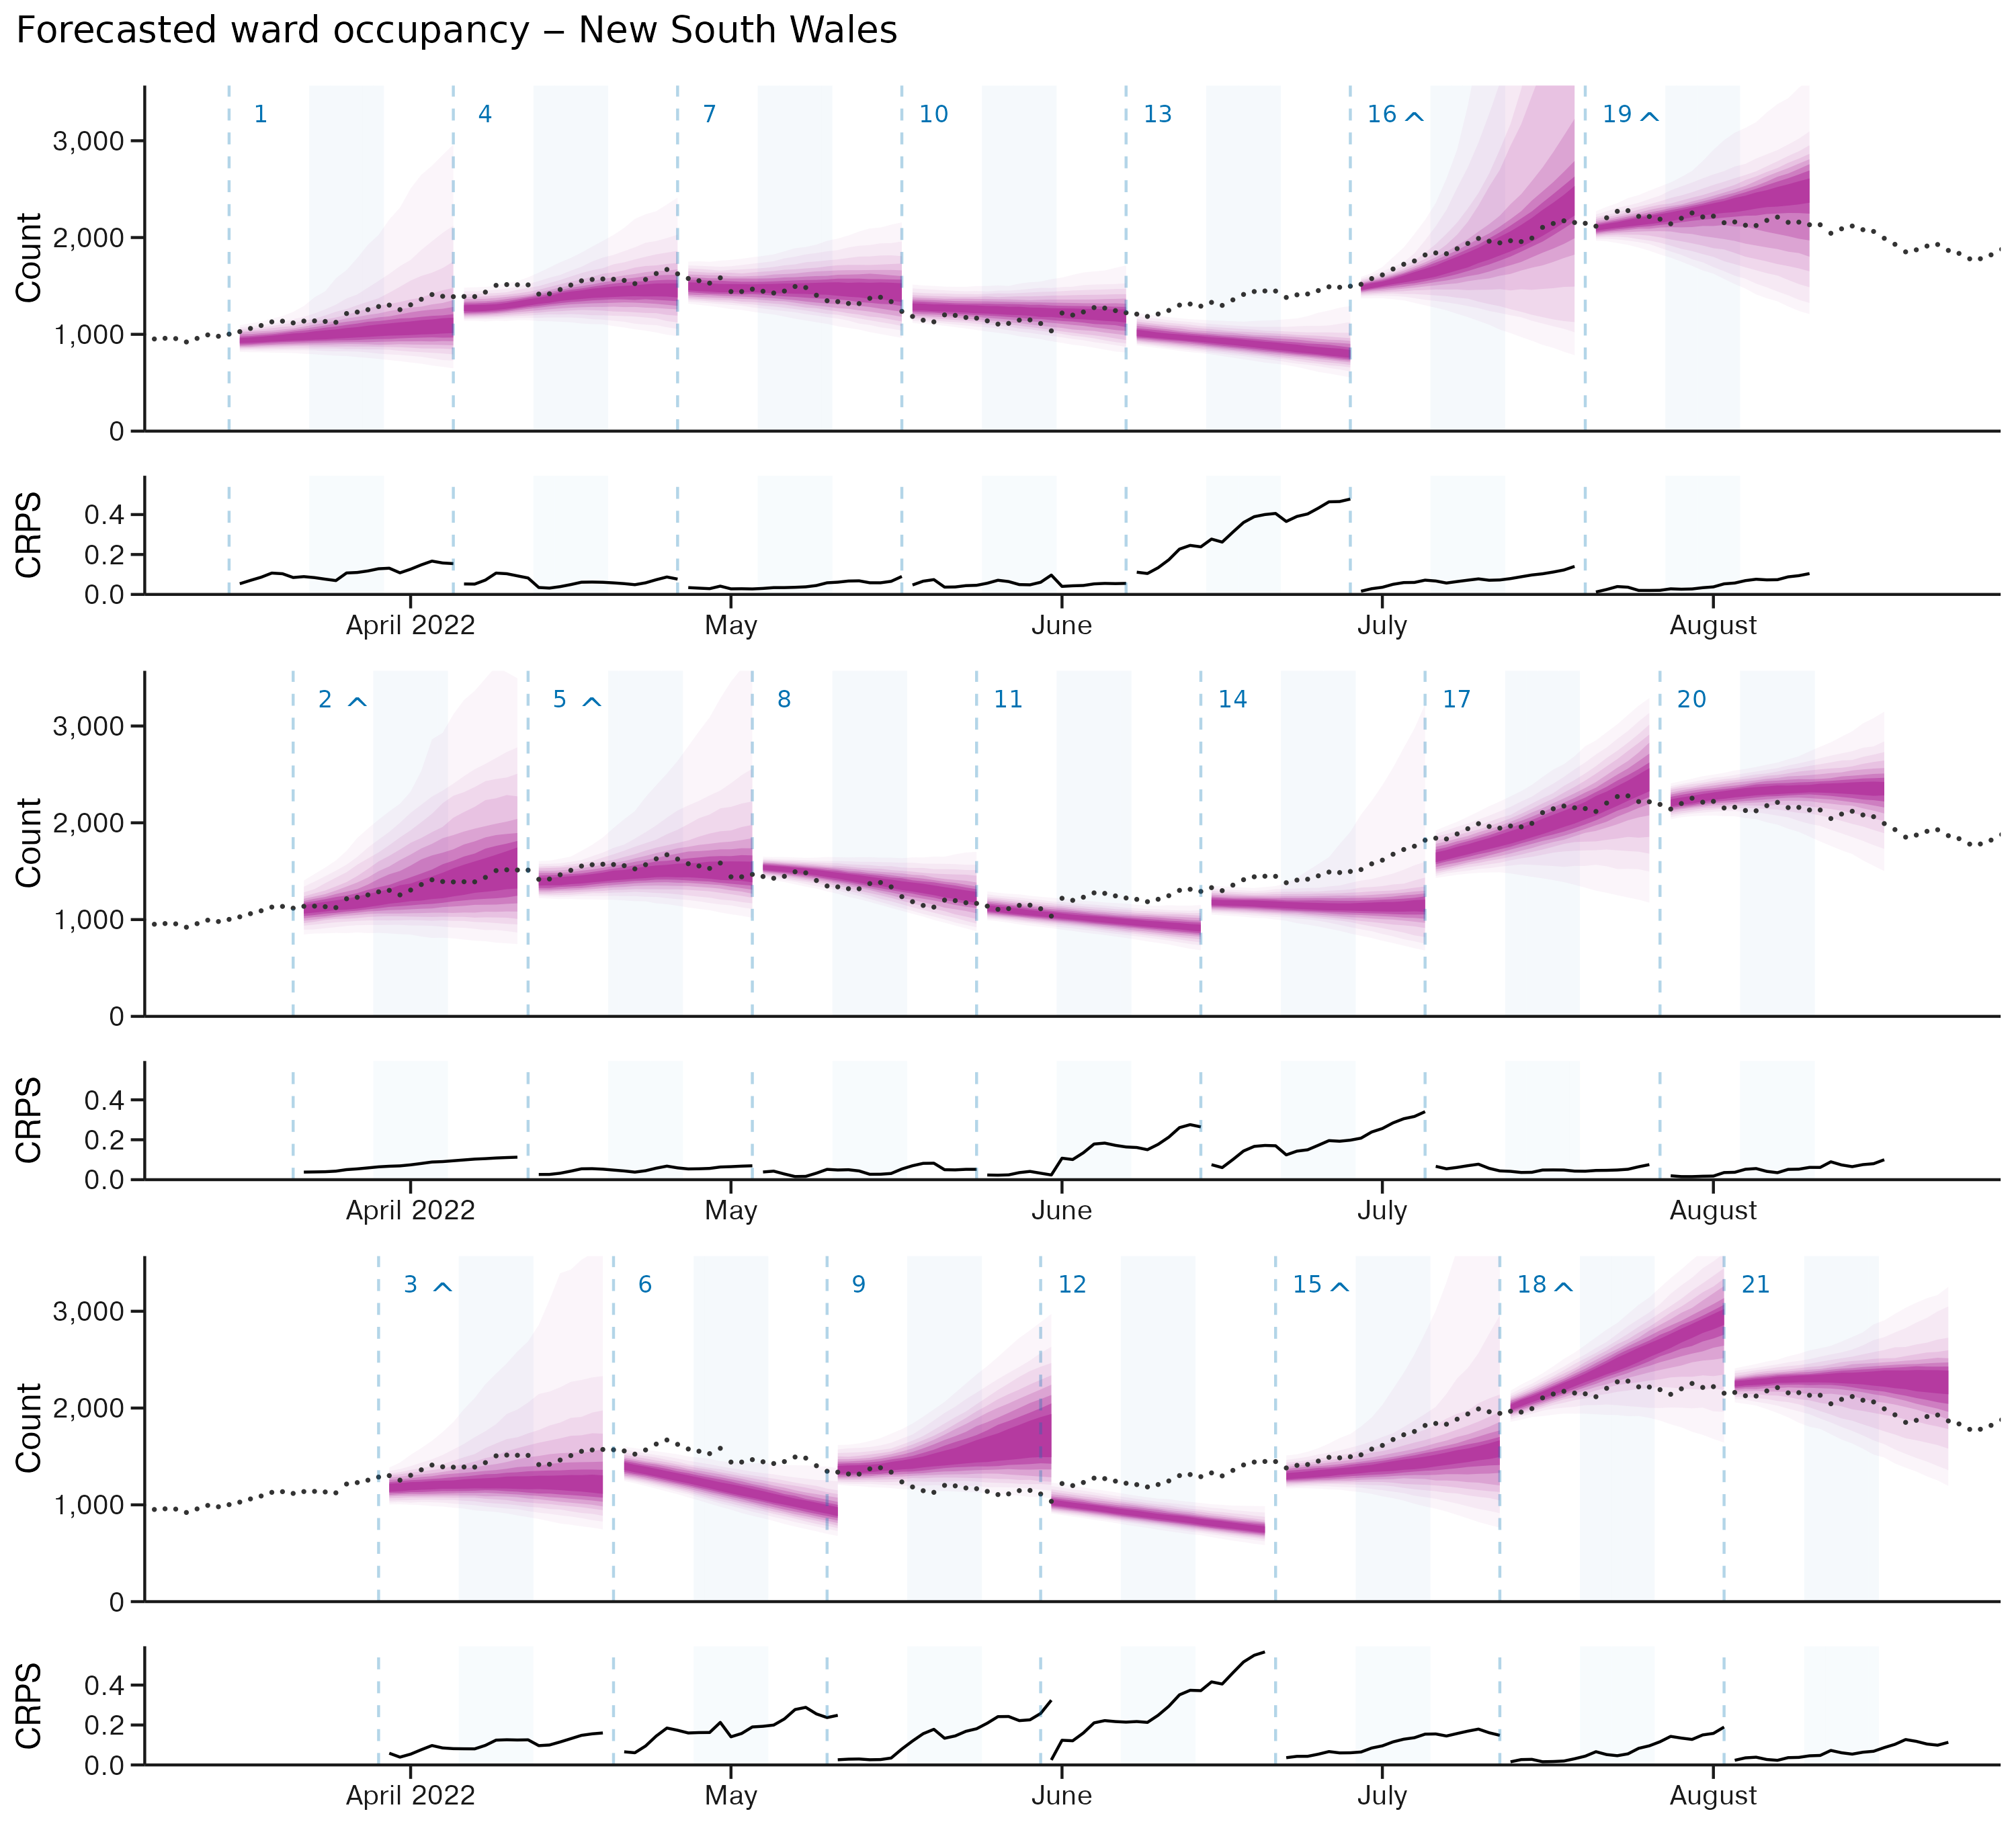 Forecasted ward occupancy – New South Wales
1 4 7 10 13 16 ^ 19 ^
Count
3,000
2,000
1,000
0
CRPS
0.4
0.2
0.0
April 2022 May June July August
2 ^ 5 ^ 8 11 14 17 20
Count
3,000
2,000
1,000
0
CRPS
0.4
0.2
0.0
April 2022 May June July August
3 ^ 6 9 12 15 ^ 18 ^ 21
Count
3,000
2,000
1,000
0
CRPS
0.4
0.2
0.0
April 2022 May June July August